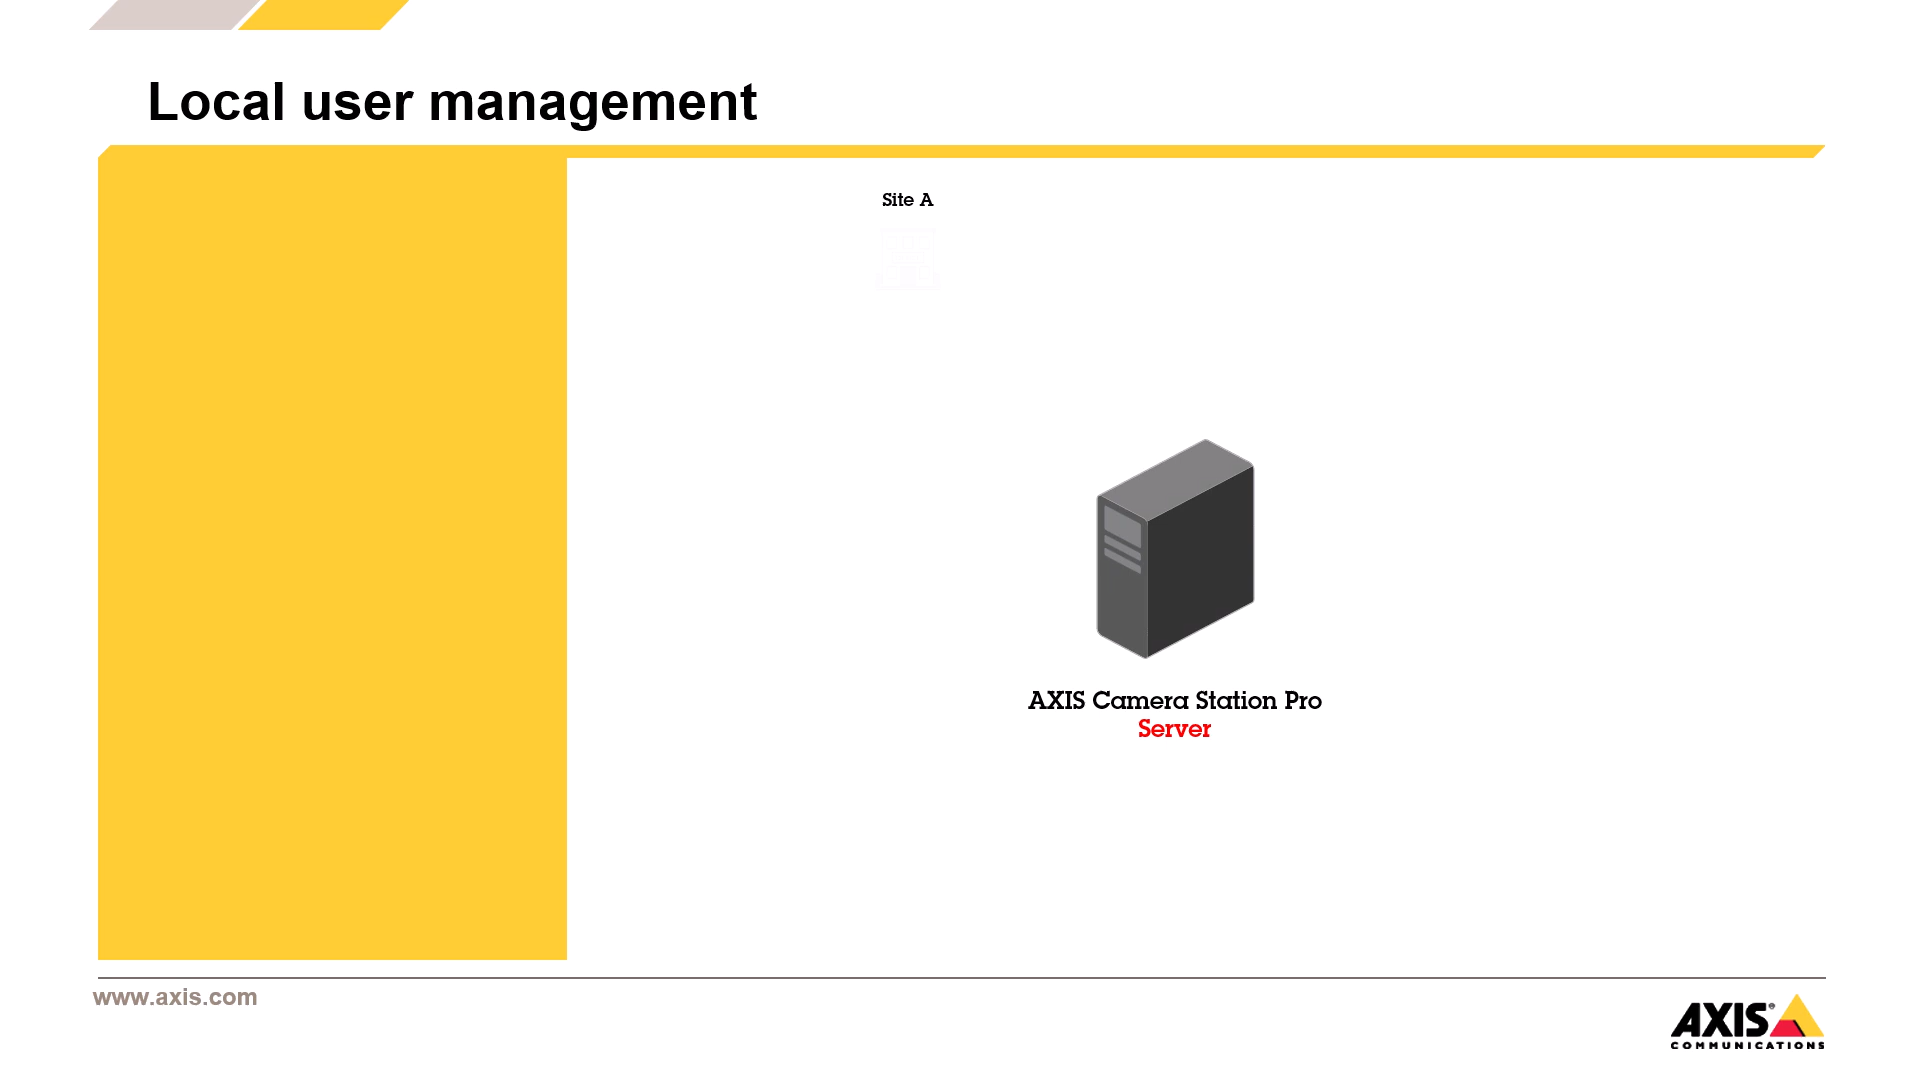 Local user management
Site A
AXIS Camera Station Pro
Server
www.axis.com
AXIS®
COMMUNICATIONS